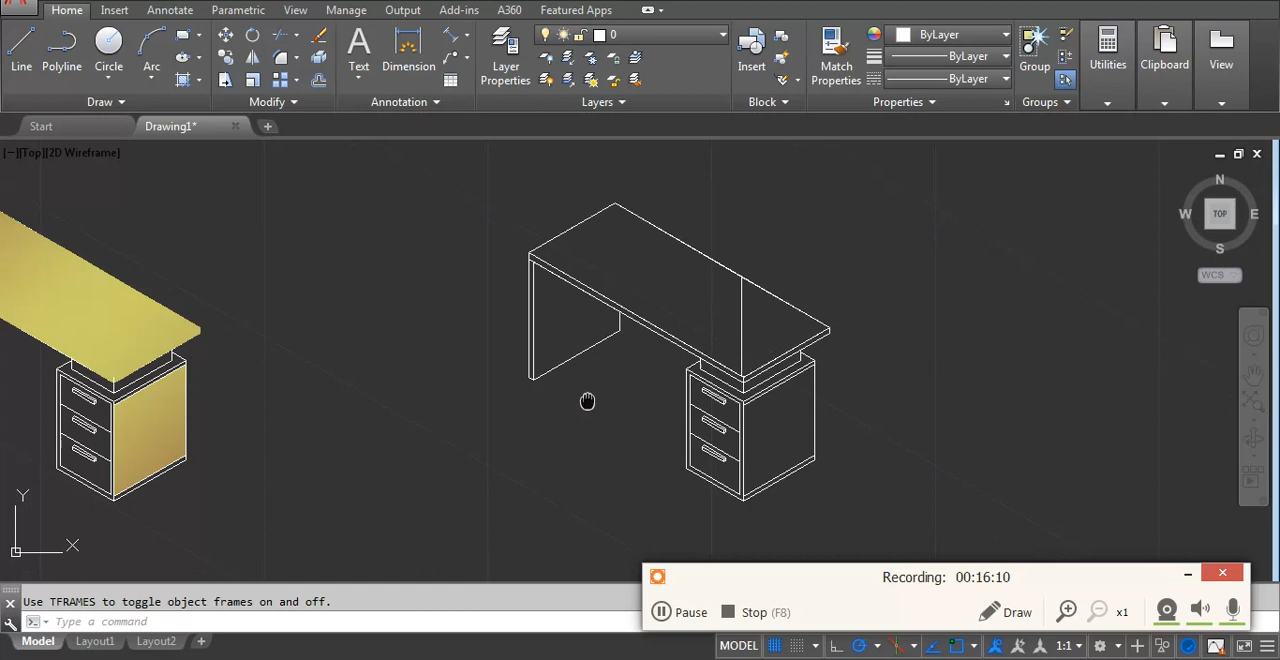 Home Insert Annotate Parametric View Manage Output Add-ins A360 Featured Apps
0 ByLayer
Line Polyline Circle Arc Text Dimension Layer Properties Insert Match Properties ByLayer Group Utilities Clipboard View
ByLayer
Draw Modify Annotation Layers Block Properties Groups
Start Drawing1* +
[−][Top][2D Wireframe]
N
W TOP E
S
WCS
Y
X
Recording: 00:16:10
Pause Stop (F8) Draw x1
Use TFRAMES to toggle object frames on and off.
Type a command
Model Layout1 Layout2 +
MODEL 1:1